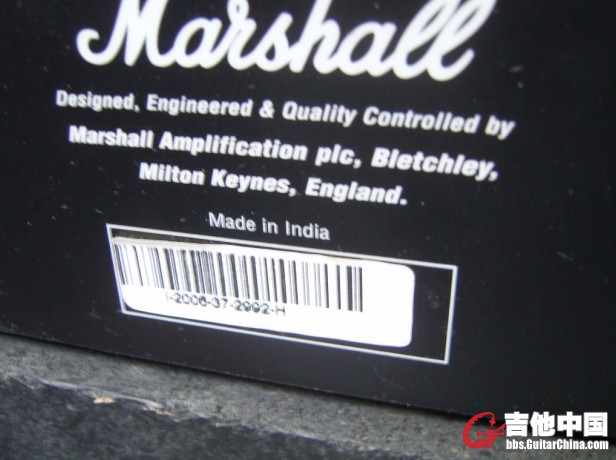 Marshall
Designed, Engineered & Quality Controlled by
Marshall Amplification plc, Bletchley,
Milton Keynes, England.
Made in India
I-2006-37-2992-H
吉他中国
bbs.GuitarChina.com